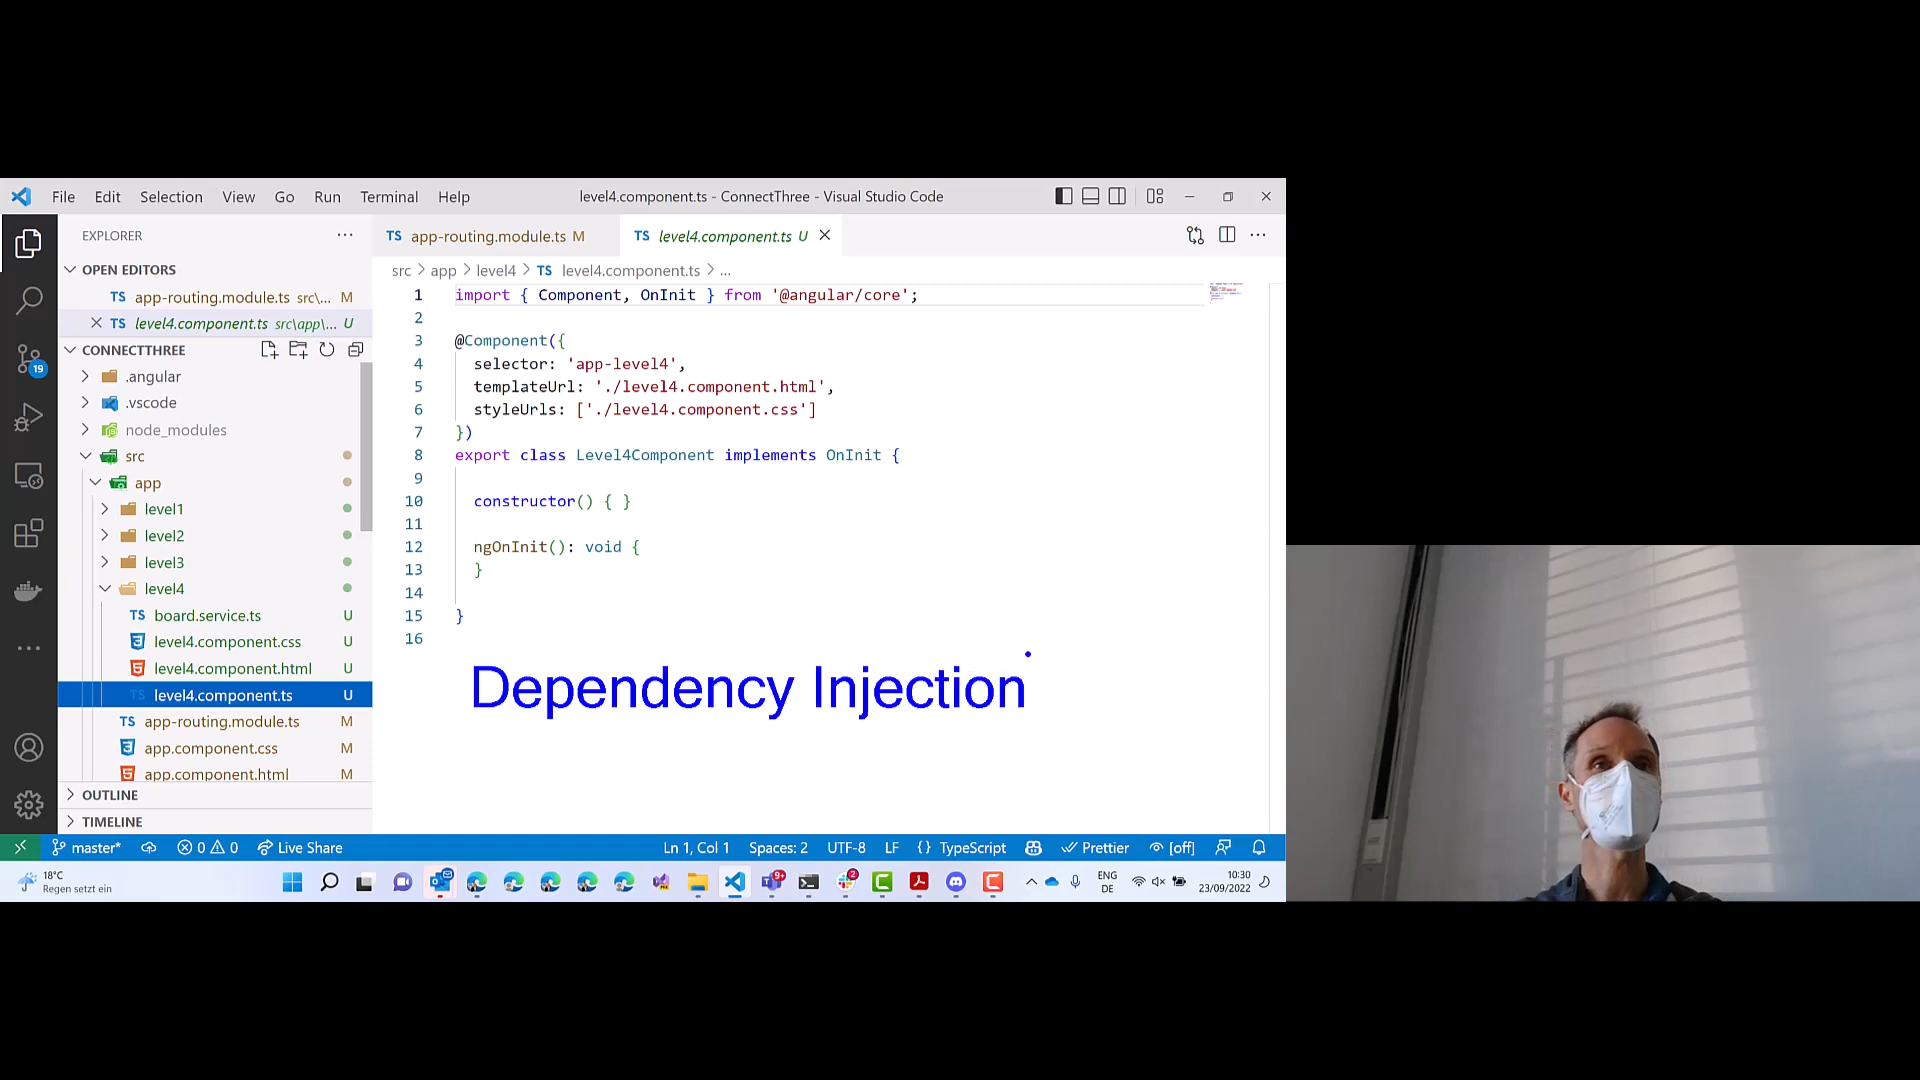 File Edit Selection View Go Run Terminal Help
level4.component.ts - ConnectThree - Visual Studio Code
EXPLORER
OPEN EDITORS
TS app-routing.module.ts src\... M
TS level4.component.ts src\app\... U
CONNECTTHREE
.angular
.vscode
node_modules
src
app
level1
level2
level3
level4
TS board.service.ts U
level4.component.css U
level4.component.html U
TS level4.component.ts U
TS app-routing.module.ts M
app.component.css M
app.component.html M
OUTLINE
TIMELINE
19
TS app-routing.module.ts M
TS level4.component.ts U
src > app > level4 > TS level4.component.ts > ...
1 import { Component, OnInit } from '@angular/core';
2
3 @Component({
4 selector: 'app-level4',
5 templateUrl: './level4.component.html',
6 styleUrls: ['./level4.component.css']
7 })
8 export class Level4Component implements OnInit {
9
10 constructor() { }
11
12 ngOnInit(): void {
13 }
14
15 }
16
Dependency Injection
master* 0 0 Live Share Ln 1, Col 1 Spaces: 2 UTF-8 LF {} TypeScript Prettier [off]
18°C
Regen setzt ein
9+
2
ENG
DE
10:30
23/09/2022